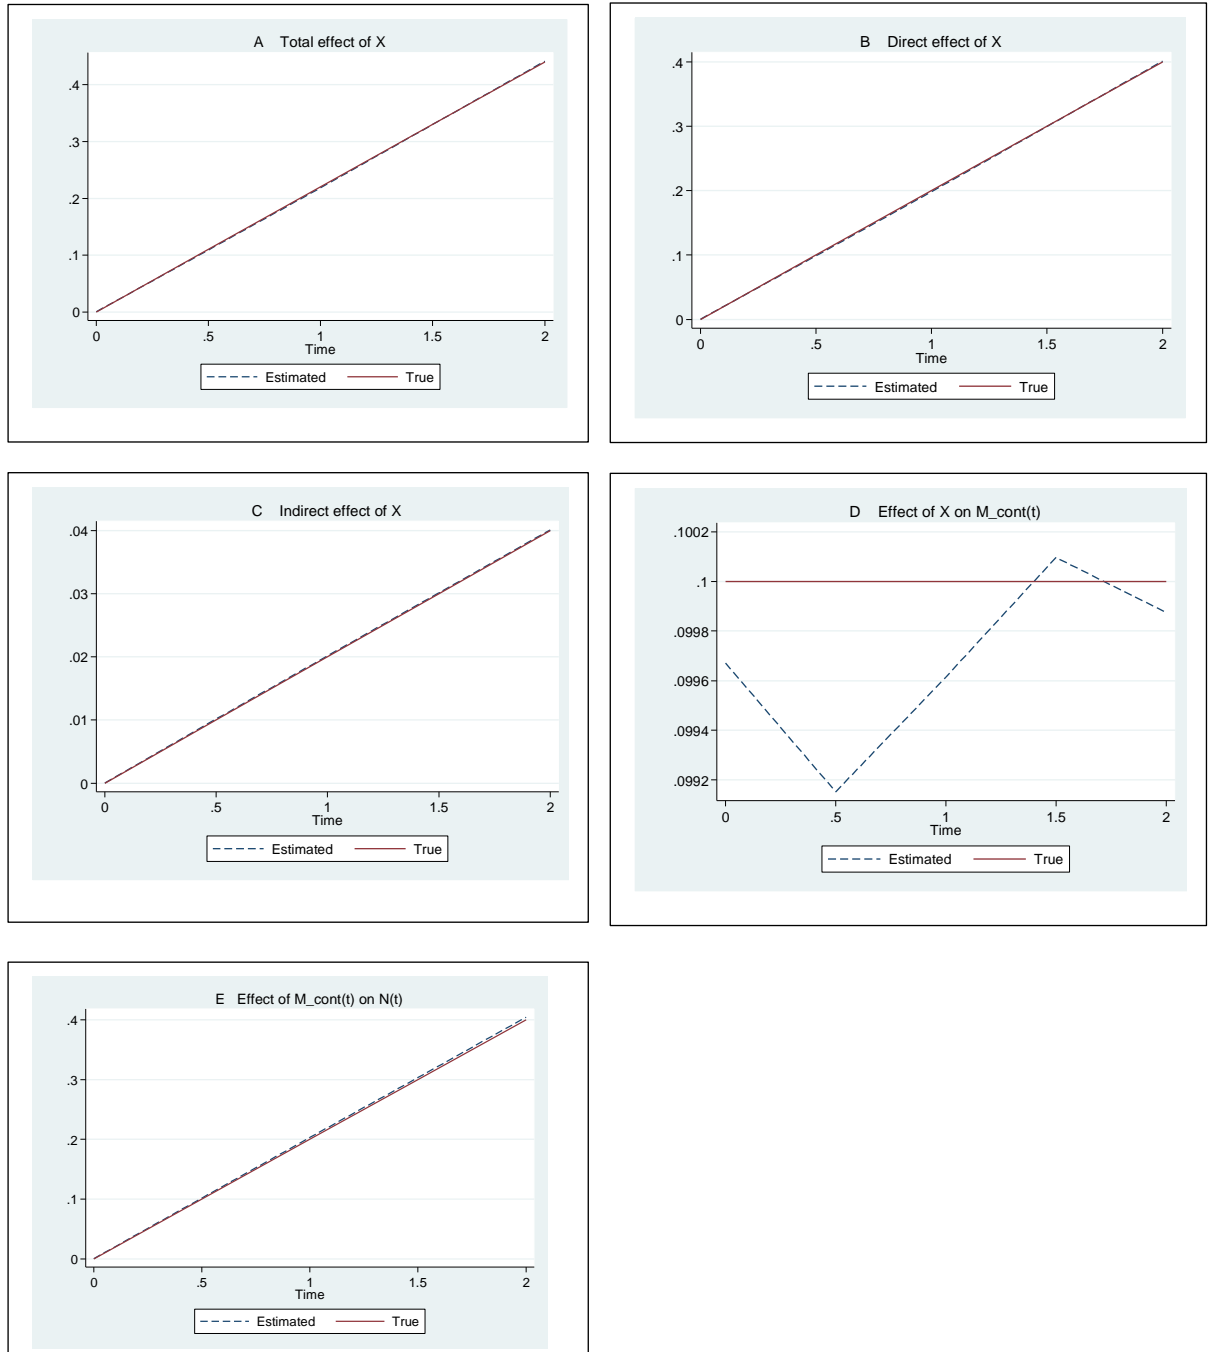 A Total effect of X
.4
.3
.2
.1
0
0 .5 1 1.5 2
Time
Estimated True
B Direct effect of X
.4
.3
.2
.1
0
0 .5 1 1.5 2
Time
Estimated True
C Indirect effect of X
.04
.03
.02
.01
0
0 .5 1 1.5 2
Time
Estimated True
D Effect of X on M_cont(t)
.1002
.1
.0998
.0996
.0994
.0992
0 .5 1 1.5 2
Time
Estimated True
E Effect of M_cont(t) on N(t)
.4
.3
.2
.1
0
0 .5 1 1.5 2
Time
Estimated True